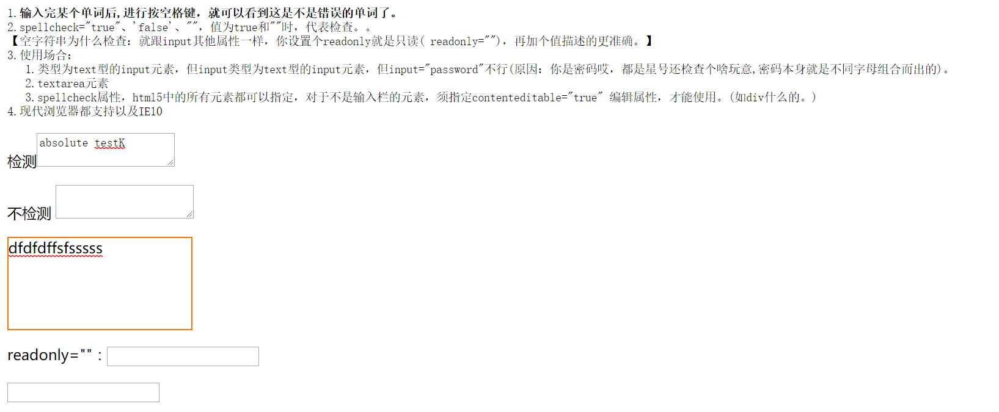 1.输入完某个单词后,进行按空格键，就可以看到这是不是错误的单词了。
2.spellcheck="true"、'false'、""，值为true和""时，代表检查。。
【空字符串为什么检查：就跟input其他属性一样，你设置个readonly就是只读( readonly="")，再加个值描述的更准确。】
3.使用场合：
1.类型为text型的input元素，但input类型为text型的input元素，但input="password"不行(原因：你是密码哎，都是星号还检查个啥玩意,密码本身就是不同字母组合而出的)。
2.textarea元素
3.spellcheck属性，html5中的所有元素都可以指定，对于不是输入栏的元素，须指定contenteditable="true" 编辑属性，才能使用。(如div什么的。)
4.现代浏览器都支持以及IE10
absolute testK
检测
不检测
dfdfdffsfsssss
readonly="" :